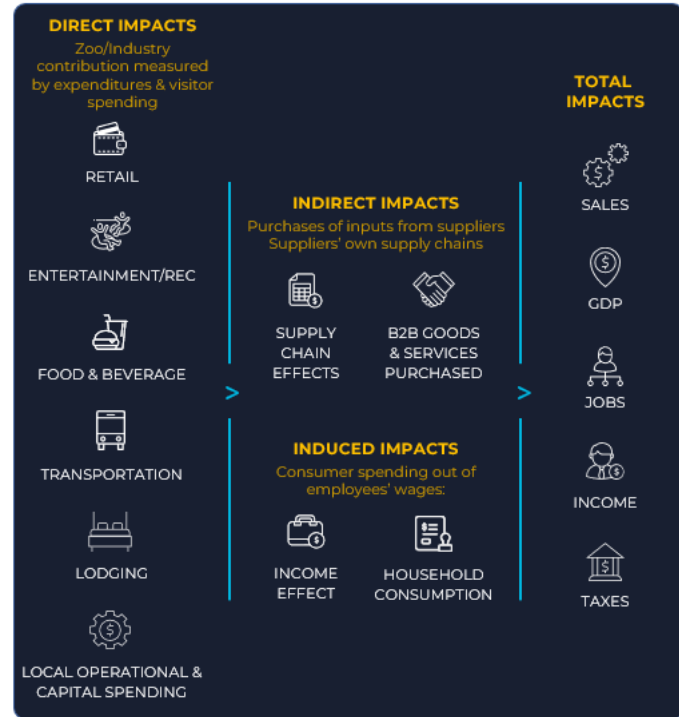 DIRECT IMPACTS
Zoo/Industry
contribution measured
by expenditures & visitor
spending
RETAIL
ENTERTAINMENT/REC
FOOD & BEVERAGE
TRANSPORTATION
LODGING
LOCAL OPERATIONAL &
CAPITAL SPENDING
>
INDIRECT IMPACTS
Purchases of inputs from suppliers
Suppliers' own supply chains
SUPPLY
CHAIN
EFFECTS
B2B GOODS
& SERVICES
PURCHASED
INDUCED IMPACTS
Consumer spending out of
employees' wages:
INCOME
EFFECT
HOUSEHOLD
CONSUMPTION
>
TOTAL
IMPACTS
SALES
GDP
JOBS
INCOME
TAXES